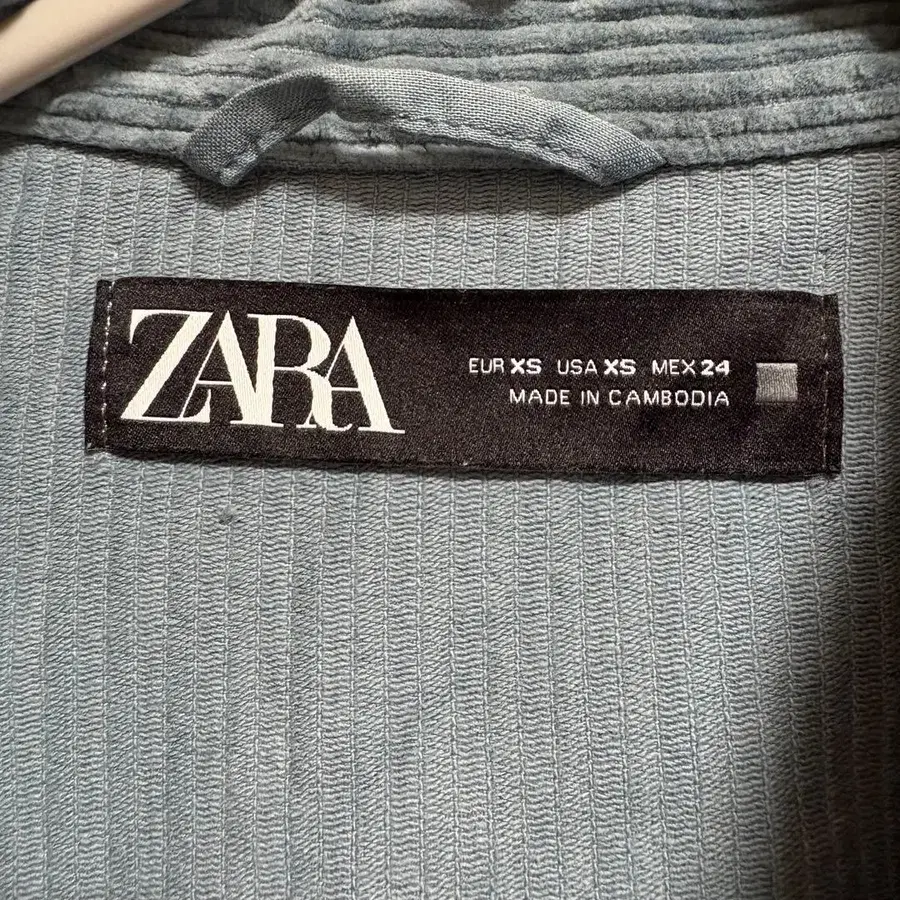 ZARA
EUR XS USA XS MEX 24
MADE IN CAMBODIA